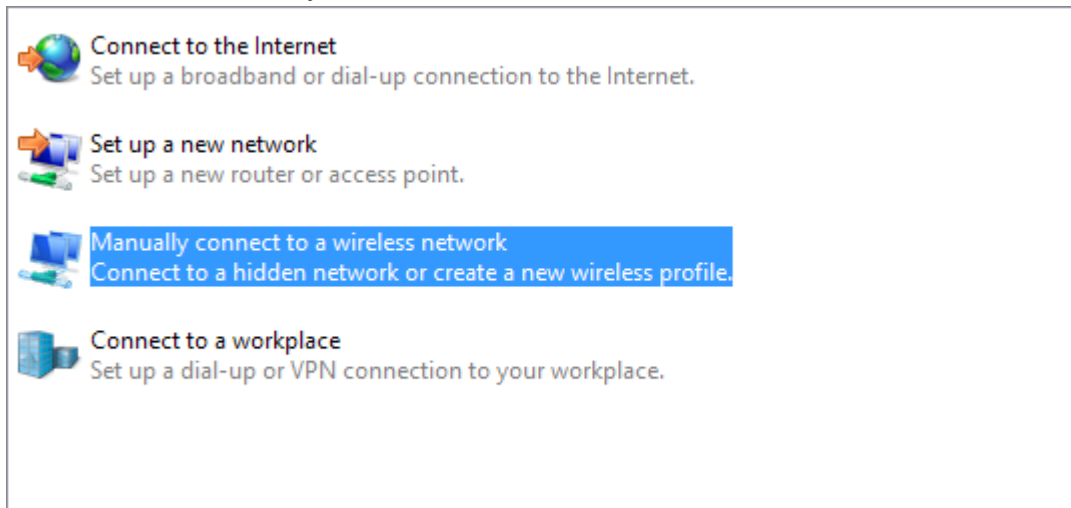 Connect to the Internet
Set up a broadband or dial-up connection to the Internet.
Set up a new network
Set up a new router or access point.
Manually connect to a wireless network
Connect to a hidden network or create a new wireless profile.
Connect to a workplace
Set up a dial-up or VPN connection to your workplace.